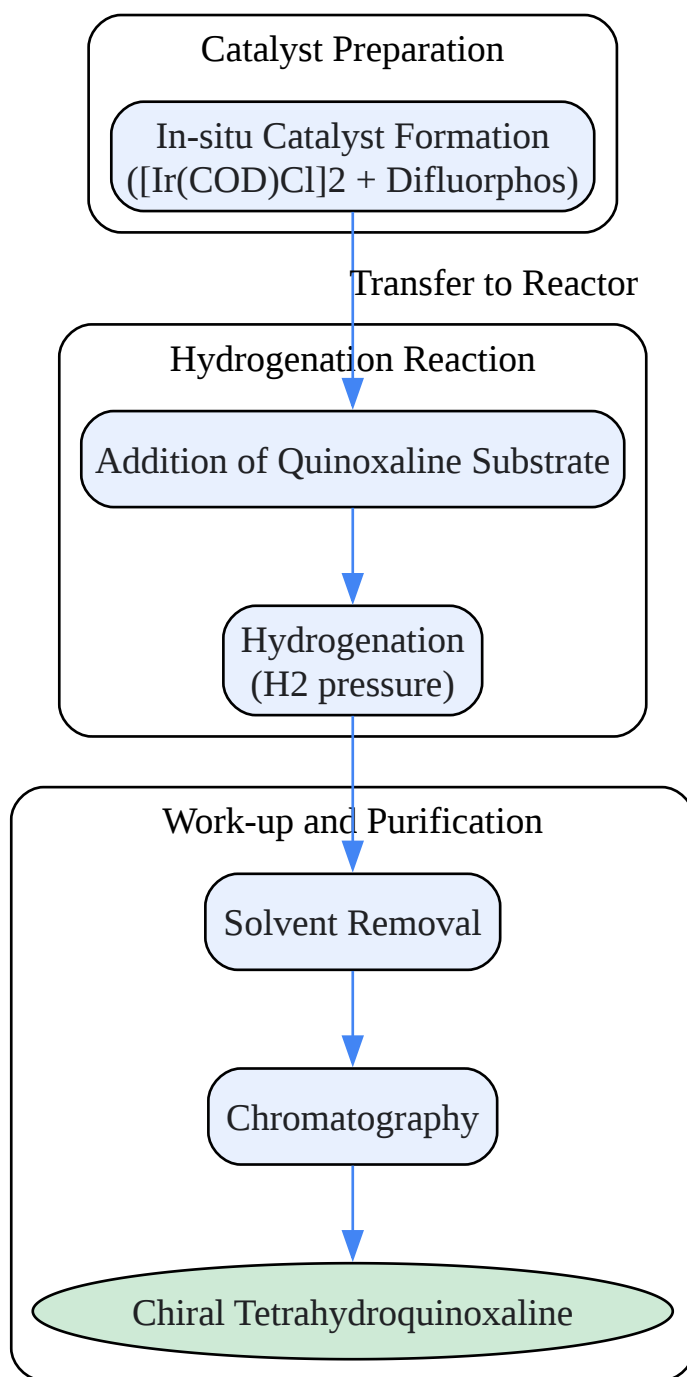 Catalyst Preparation
In-situ Catalyst Formation
([Ir(COD)Cl]2 + Difluorphos)
Transfer to Reactor
Hydrogenation Reaction
Addition of Quinoxaline Substrate
Hydrogenation
(H2 pressure)
Work-up and Purification
Solvent Removal
Chromatography
Chiral Tetrahydroquinoxaline